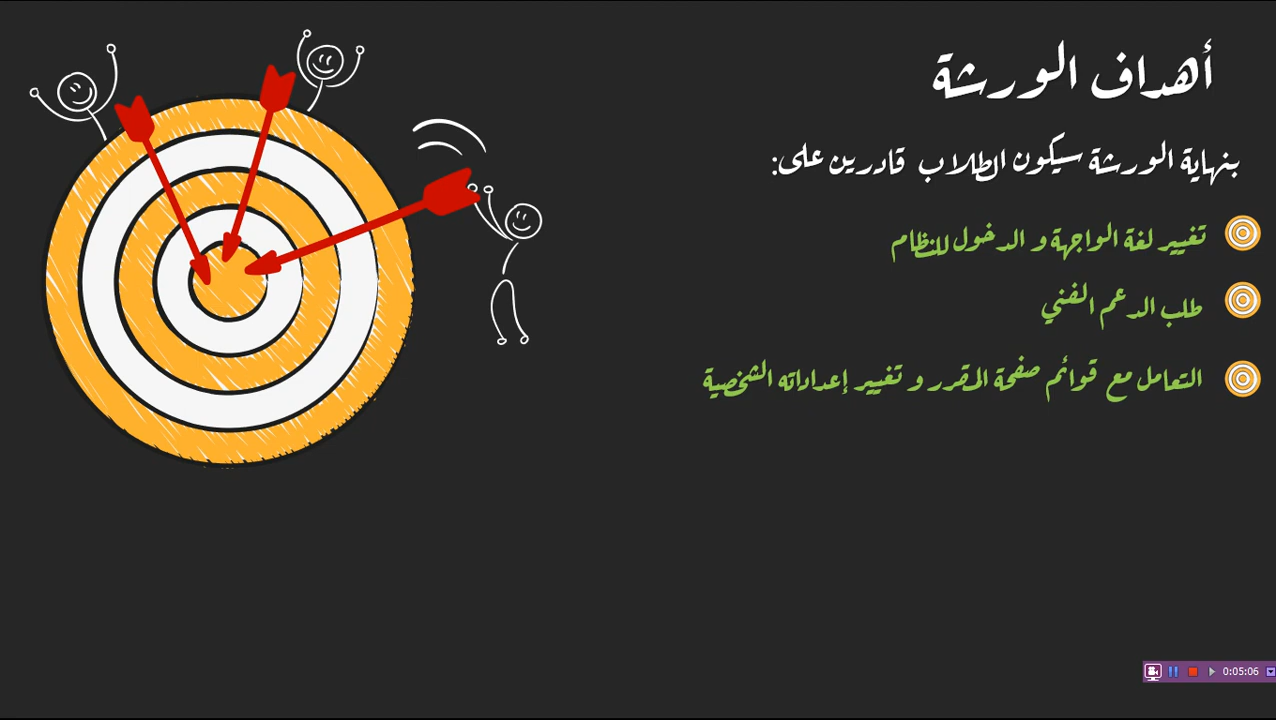 أهداف الورشة
بنهاية الورشة سيكون الطلاب قادرين على:
تغيير لغة الواجهة و الدخول للنظام
طلب الدعم الفني
التعامل مع قوائم صفحة المقرر و تغيير إعداداته الشخصية
0:05:06